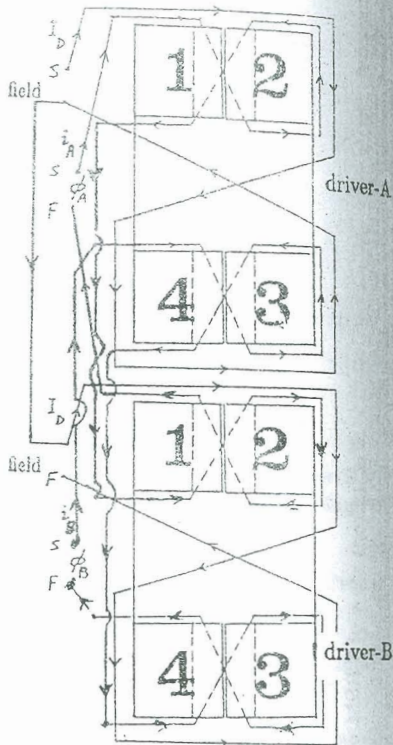 I_D
S
1 2
field
i_A
S
ϕ_A
F
driver-A
4 3
I_D
1 2
field F
i_B
S
ϕ_B
F
4 3
driver-B